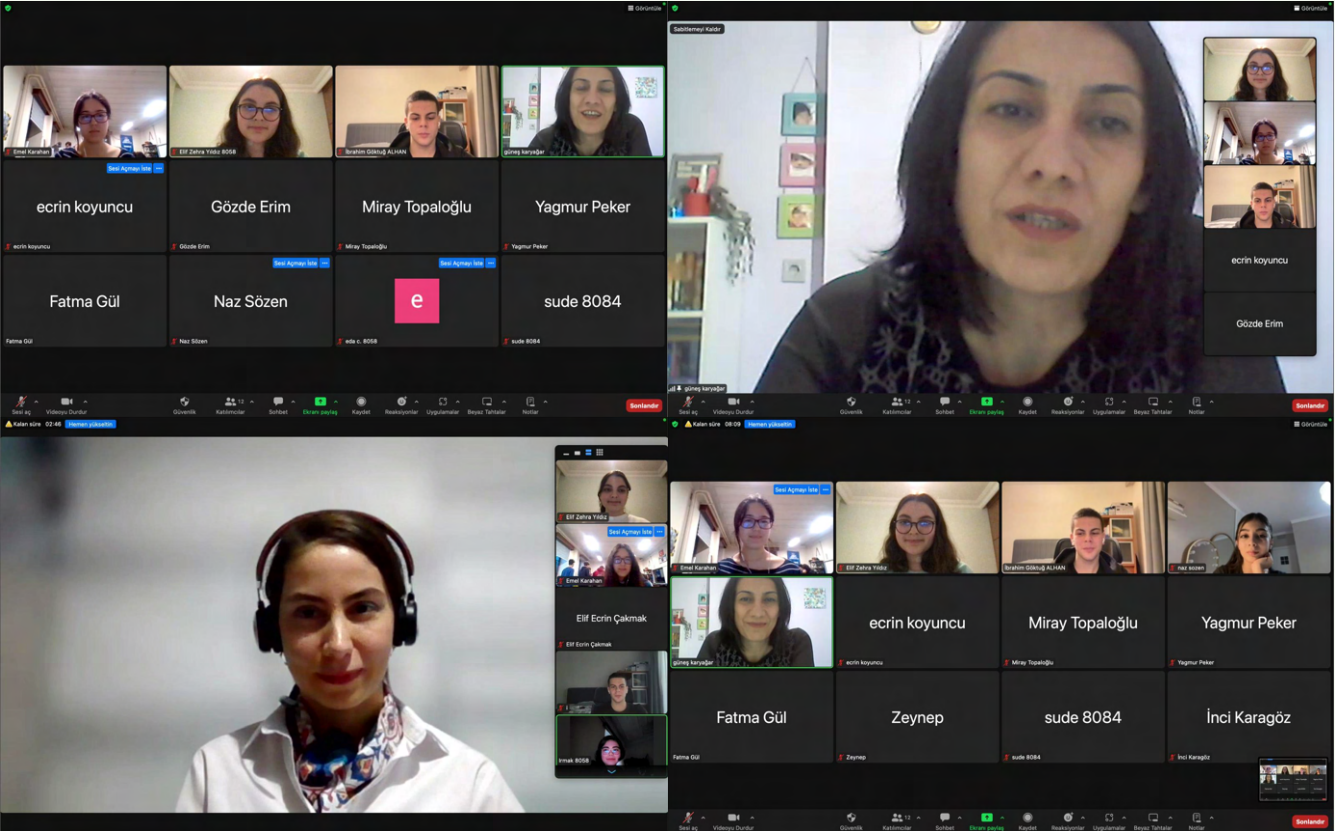 Görüntüle
Emel Karahan
Elif Zehra Yıldız 8058
İbrahim Göktuğ ALHAN
güneş karyağar
Sesi Açmayı İste
ecrin koyuncu
Gözde Erim
Miray Topaloğlu
Yagmur Peker
ecrin koyuncu
Gözde Erim
Miray Topaloğlu
Yagmur Peker
Sesi Açmayı İste
Sesi Açmayı İste
Fatma Gül
Naz Sözen
e
sude 8084
Fatma Gül
Naz Sözen
eda c. 8058
sude 8084
Sesi aç
Videoyu Durdur
Güvenlik
Katılımcılar
Sohbet
Ekranı paylaş
Kaydet
Reaksiyonlar
Uygulamalar
Beyaz Tahtalar
Notlar
Sonlandır
Görüntüle
Sabitlemeyi Kaldır
ecrin koyuncu
Gözde Erim
güneş karyağar
Sesi aç
Videoyu Durdur
Güvenlik
Katılımcılar
Sohbet
Ekranı paylaş
Kaydet
Reaksiyonlar
Uygulamalar
Beyaz Tahtalar
Notlar
Sonlandır
Kalan süre 02:46 Hemen yükseltin
Elif Zehra Yıldız
Sesi Açmayı İste
Emel Karahan
Elif Ecrin Çakmak
Elif Ecrin Çakmak
Irmak 8058
Kalan süre 08:09 Hemen yükseltin
Görüntüle
Sesi Açmayı İste
Emel Karahan
Elif Zehra Yıldız
İbrahim Göktuğ ALHAN
naz sozen
güneş karyağar
ecrin koyuncu
Miray Topaloğlu
Yagmur Peker
ecrin koyuncu
Miray Topaloğlu
Yagmur Peker
Fatma Gül
Zeynep
sude 8084
İnci Karagöz
Fatma Gül
Zeynep
sude 8084
İnci Karagöz
Sesi aç
Videoyu Durdur
Güvenlik
Katılımcılar
Sohbet
Ekranı paylaş
Kaydet
Reaksiyonlar
Uygulamalar
Beyaz Tahtalar
Notlar
Sonlandır